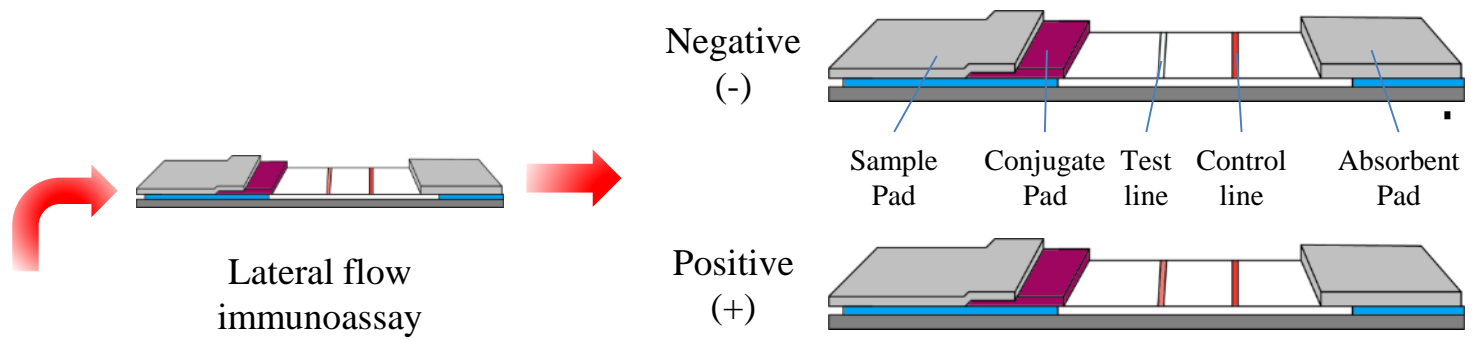 Negative
(-)
Sample
Pad
Conjugate
Pad
Test
line
Control
line
Absorbent
Pad
Lateral flow
immunoassay
Positive
(+)